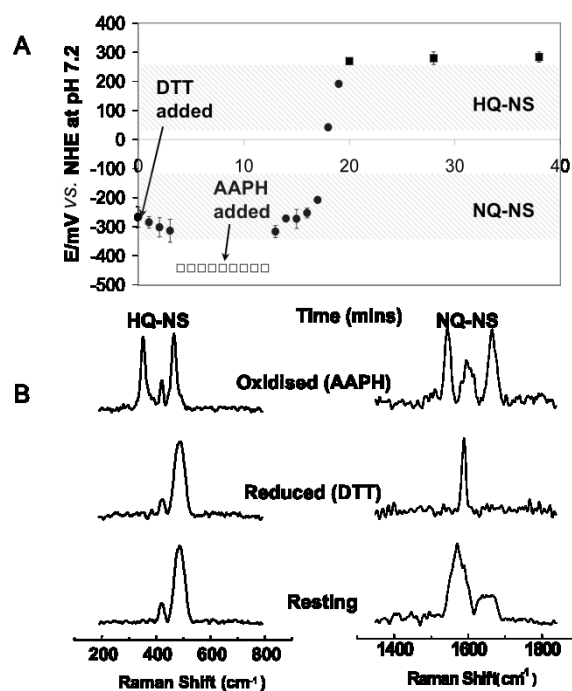 A
E/mV vs. NHE at pH 7.2
400
300
200
100
0
-100
-200
-300
-400
-500
0
10
20
30
40
DTT
added
AAPH
added
HQ-NS
NQ-NS
Time (mins)
B
HQ-NS
NQ-NS
Oxidised (AAPH)
Reduced (DTT)
Resting
200 400 600 800
1400 1600 1800
Raman Shift (cm-1)
Raman Shift(cm-1)